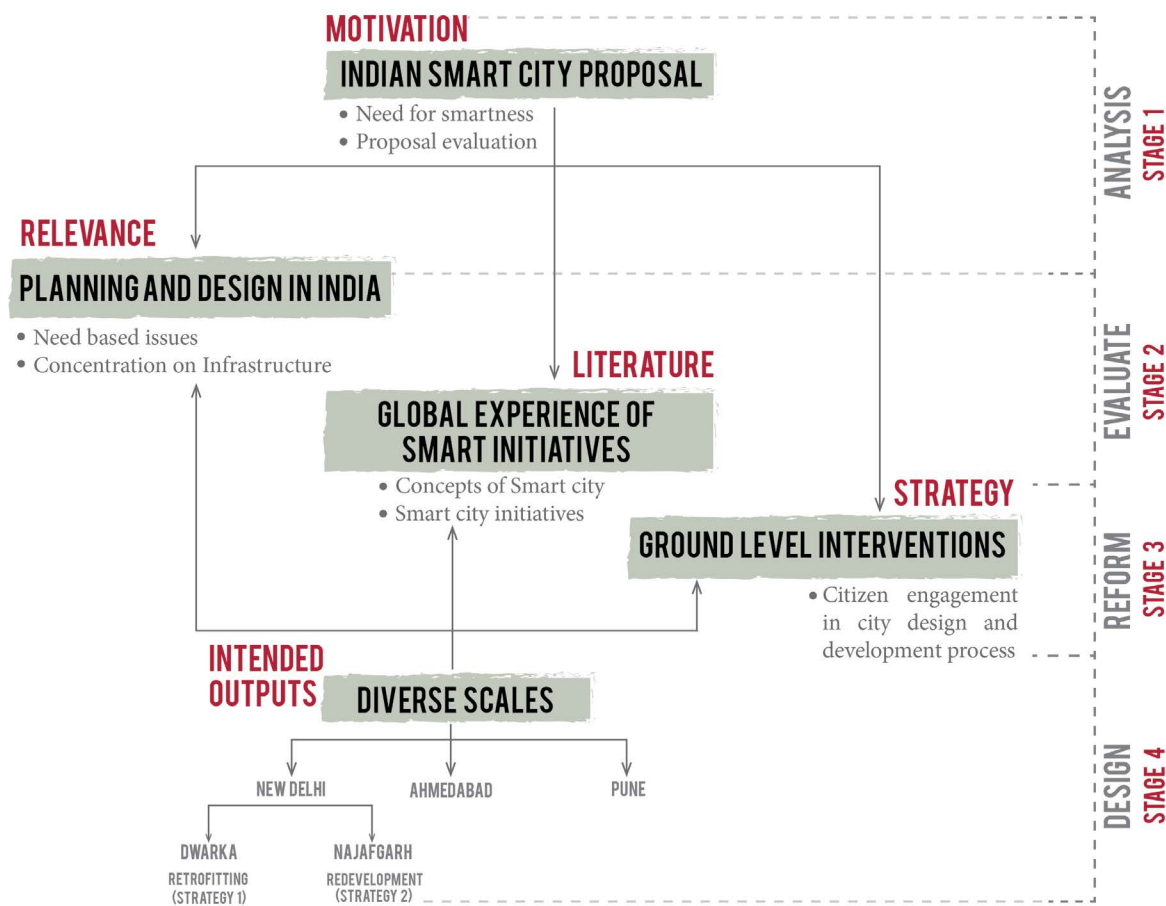 MOTIVATION
INDIAN SMART CITY PROPOSAL
• Need for smartness
• Proposal evaluation
ANALYSIS
STAGE 1
RELEVANCE
PLANNING AND DESIGN IN INDIA
• Need based issues
• Concentration on Infrastructure
LITERATURE
GLOBAL EXPERIENCE OF
SMART INITIATIVES
• Concepts of Smart city
• Smart city initiatives
EVALUATE
STAGE 2
STRATEGY
GROUND LEVEL INTERVENTIONS
• Citizen engagement
in city design and
development process
REFORM
STAGE 3
INTENDED
OUTPUTS
DIVERSE SCALES
NEW DELHI
AHMEDABAD
PUNE
DWARKA
RETROFITTING
(STRATEGY 1)
NAJAFGARH
REDEVELOPMENT
(STRATEGY 2)
DESIGN
STAGE 4